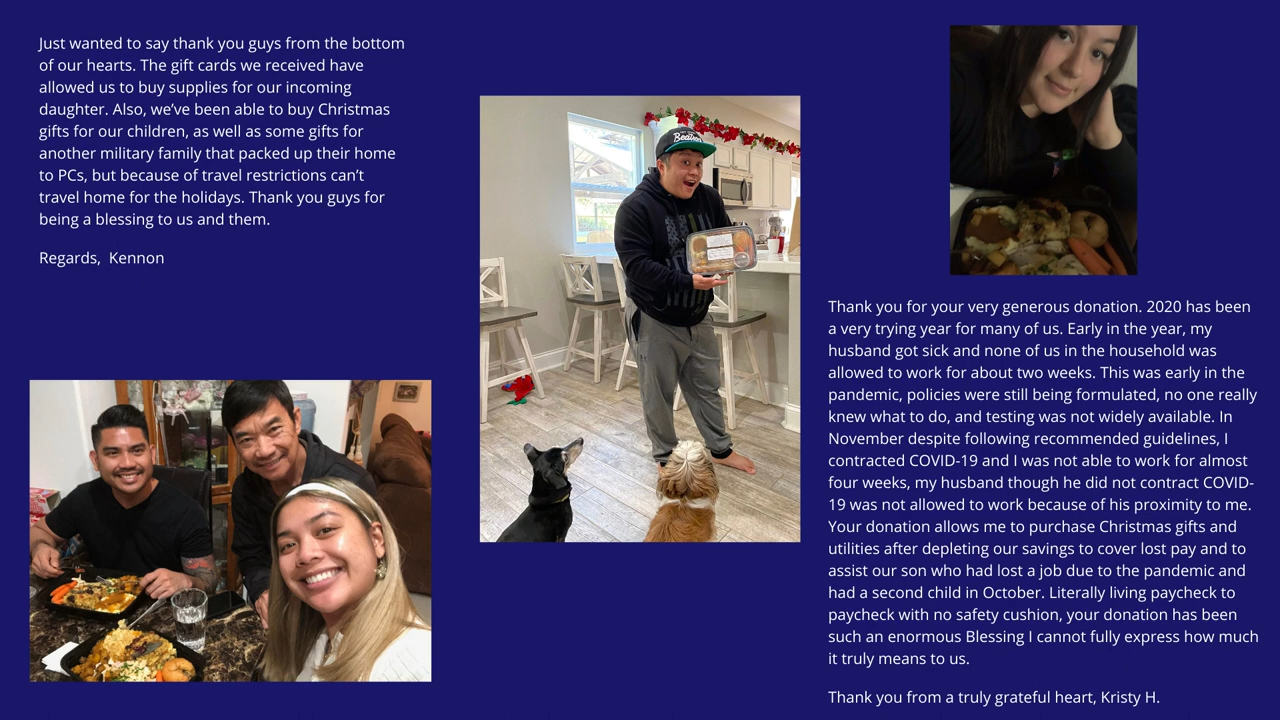 Just wanted to say thank you guys from the bottom
of our hearts. The gift cards we received have
allowed us to buy supplies for our incoming
daughter. Also, we’ve been able to buy Christmas
gifts for our children, as well as some gifts for
another military family that packed up their home
to PCs, but because of travel restrictions can’t
travel home for the holidays. Thank you guys for
being a blessing to us and them.
Regards,  Kennon
Thank you for your very generous donation. 2020 has been
a very trying year for many of us. Early in the year, my
husband got sick and none of us in the household was
allowed to work for about two weeks. This was early in the
pandemic, policies were still being formulated, no one really
knew what to do, and testing was not widely available. In
November despite following recommended guidelines, I
contracted COVID-19 and I was not able to work for almost
four weeks, my husband though he did not contract COVID-
19 was not allowed to work because of his proximity to me.
Your donation allows me to purchase Christmas gifts and
utilities after depleting our savings to cover lost pay and to
assist our son who had lost a job due to the pandemic and
had a second child in October. Literally living paycheck to
paycheck with no safety cushion, your donation has been
such an enormous Blessing I cannot fully express how much
it truly means to us.
Thank you from a truly grateful heart, Kristy H.